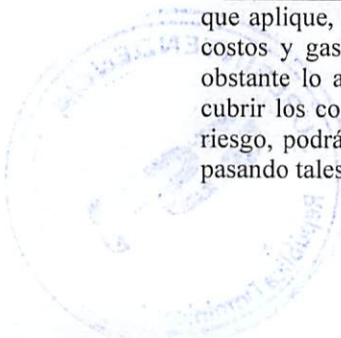 que aplique,
costos y gas
obstante lo a
cubrir los co
riesgo, podrá
pasando tales